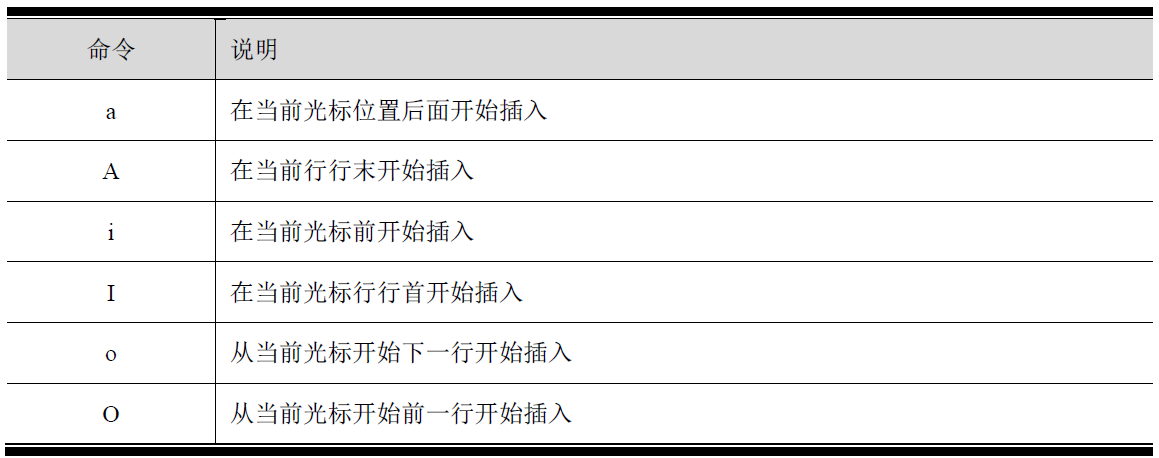 命令 说明
a 在当前光标位置后面开始插入
A 在当前行行末开始插入
i 在当前光标前开始插入
I 在当前光标行行首开始插入
o 从当前光标开始下一行开始插入
O 从当前光标开始前一行开始插入